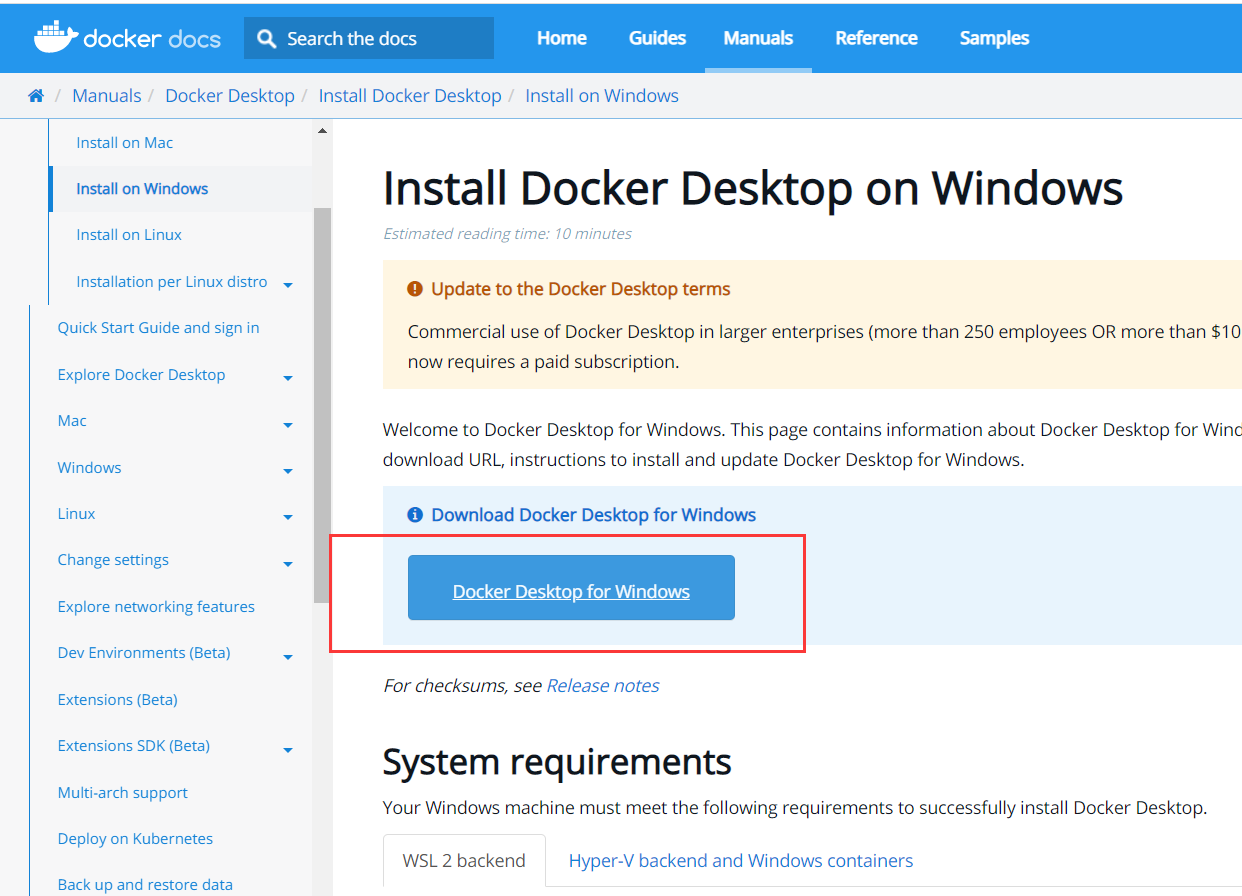 docker docs
Search the docs
Home
Guides
Manuals
Reference
Samples
/ Manuals / Docker Desktop / Install Docker Desktop / Install on Windows
Install on Mac
Install on Windows
Install on Linux
Installation per Linux distro
Quick Start Guide and sign in
Explore Docker Desktop
Mac
Windows
Linux
Change settings
Explore networking features
Dev Environments (Beta)
Extensions (Beta)
Extensions SDK (Beta)
Multi-arch support
Deploy on Kubernetes
Back up and restore data
Install Docker Desktop on Windows
Estimated reading time: 10 minutes
Update to the Docker Desktop terms
Commercial use of Docker Desktop in larger enterprises (more than 250 employees OR more than $10
now requires a paid subscription.
Welcome to Docker Desktop for Windows. This page contains information about Docker Desktop for Wind
download URL, instructions to install and update Docker Desktop for Windows.
Download Docker Desktop for Windows
Docker Desktop for Windows
For checksums, see Release notes
System requirements
Your Windows machine must meet the following requirements to successfully install Docker Desktop.
WSL 2 backend
Hyper-V backend and Windows containers